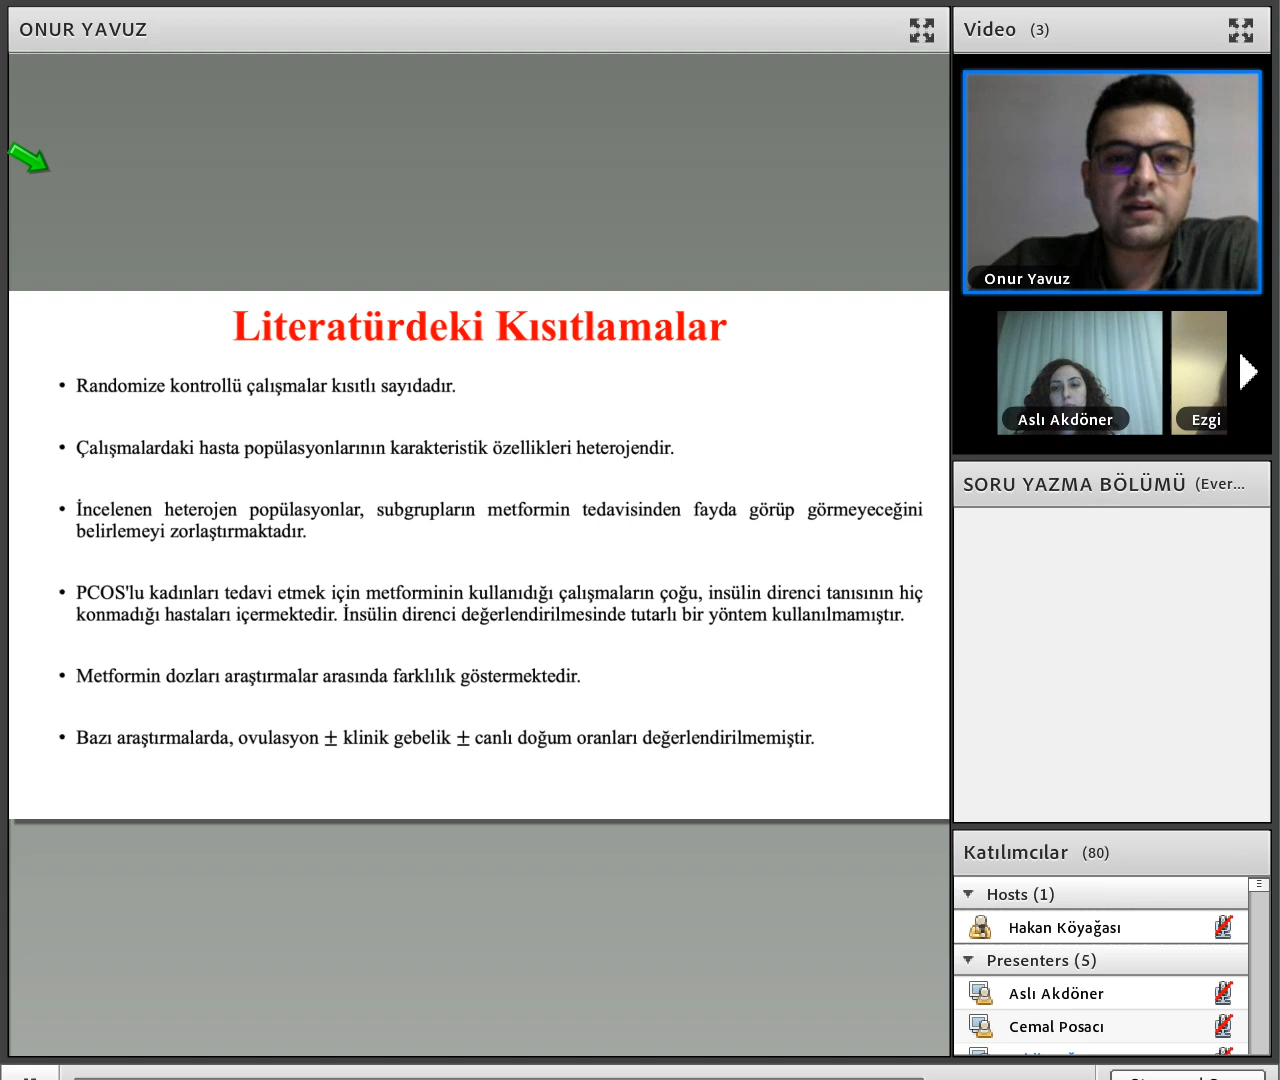 ONUR YAVUZ
Literatürdeki Kısıtlamalar
• Randomize kontrollü çalışmalar kısıtlı sayıdadır.
• Çalışmalardaki hasta popülasyonlarının karakteristik özellikleri heterojendir.
• İncelenen heterojen popülasyonlar, subgrupların metformin tedavisinden fayda görüp görmeyeceğini
belirlemeyi zorlaştırmaktadır.
• PCOS'lu kadınları tedavi etmek için metforminin kullanıdığı çalışmaların çoğu, insülin direnci tanısının hiç
konmadığı hastaları içermektedir. İnsülin direnci değerlendirilmesinde tutarlı bir yöntem kullanılmamıştır.
• Metformin dozları araştırmalar arasında farklılık göstermektedir.
• Bazı araştırmalarda, ovulasyon ± klinik gebelik ± canlı doğum oranları değerlendirilmemiştir.
Video (3)
Onur Yavuz
Aslı Akdöner
Ezgi
SORU YAZMA BÖLÜMÜ (Ever...
Katılımcılar (80)
Hosts (1)
Hakan Köyağası
Presenters (5)
Aslı Akdöner
Cemal Posacı